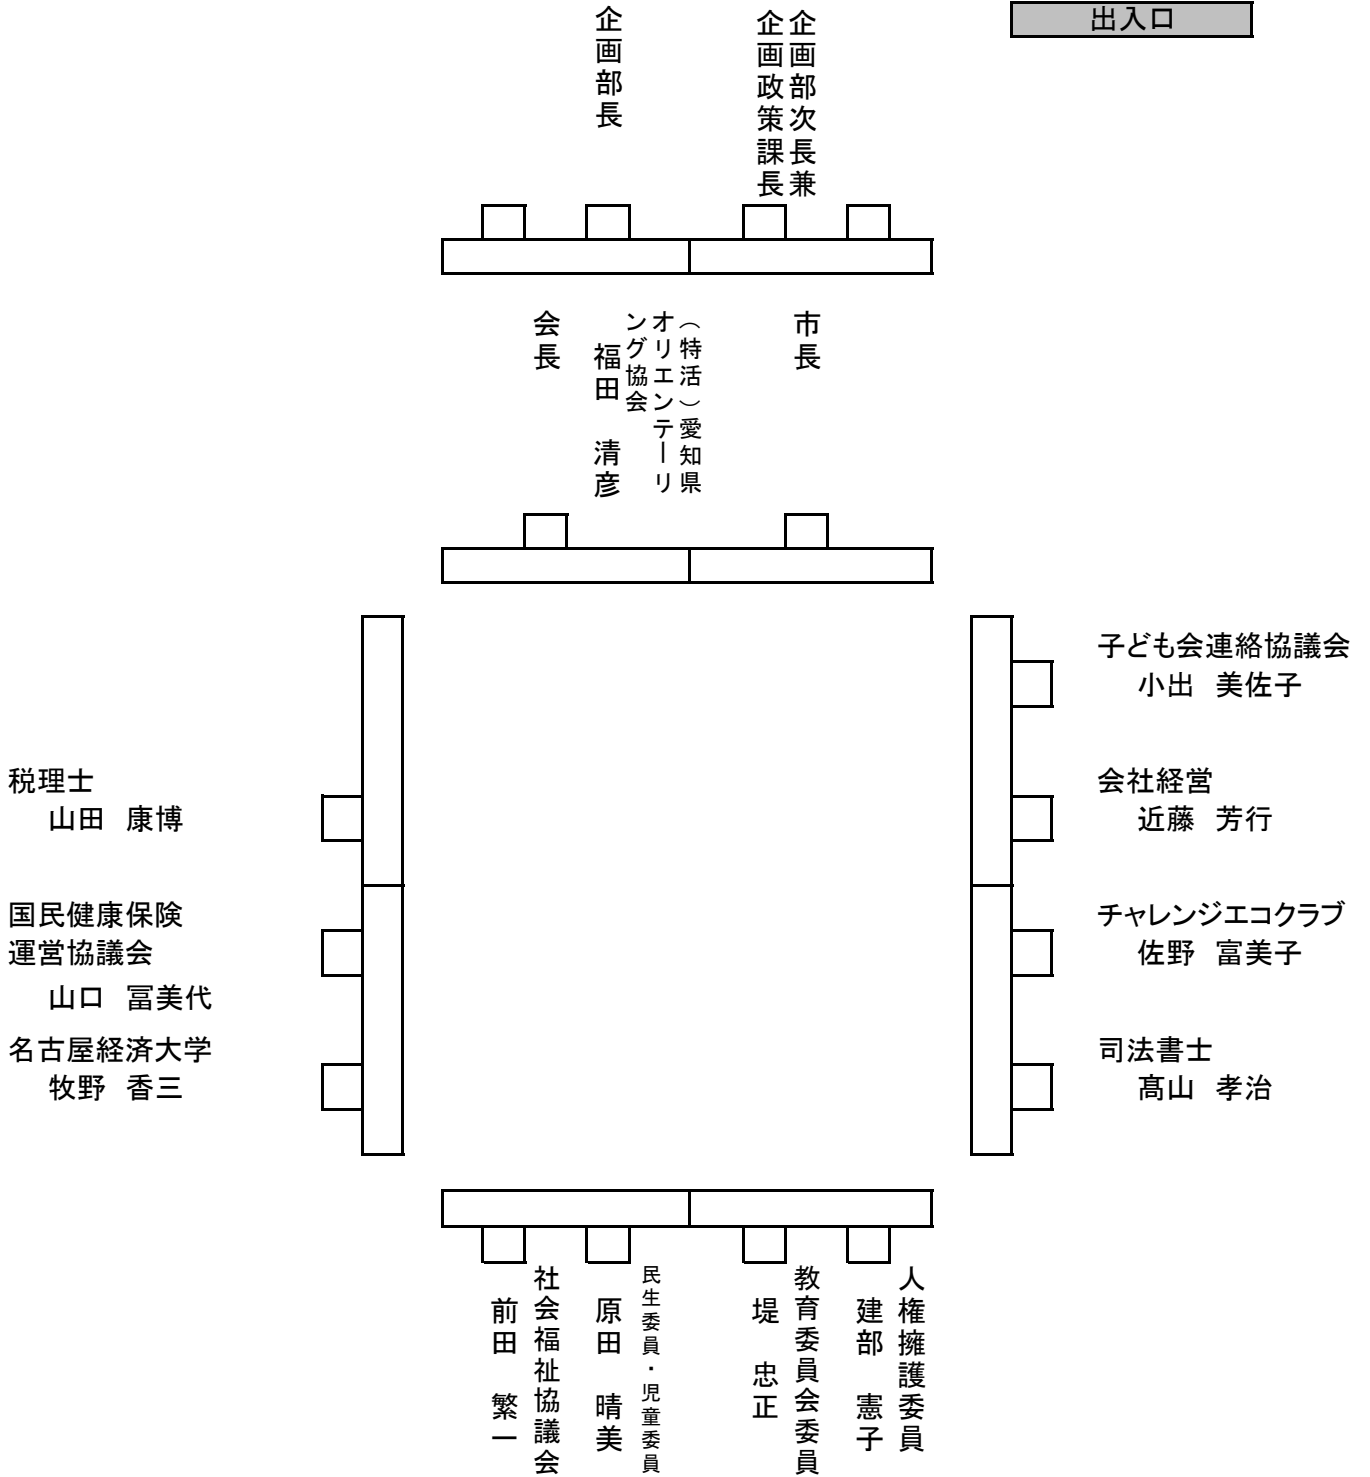 出入口
企画部長
企画部次長兼
企画政策課長
会長
（特活）愛知県
オリエンテーリ
ング協会
福田　清彦
市長
税理士
山田　康博
国民健康保険
運営協議会
山口　冨美代
名古屋経済大学
牧野　香三
子ども会連絡協議会
小出　美佐子
会社経営
近藤　芳行
チャレンジエコクラブ
佐野　富美子
司法書士
髙山　孝治
社会福祉協議会
前田　繁一
民生委員・児童委員
原田　晴美
教育委員会委員
堤　忠正
人権擁護委員
建部　憲子